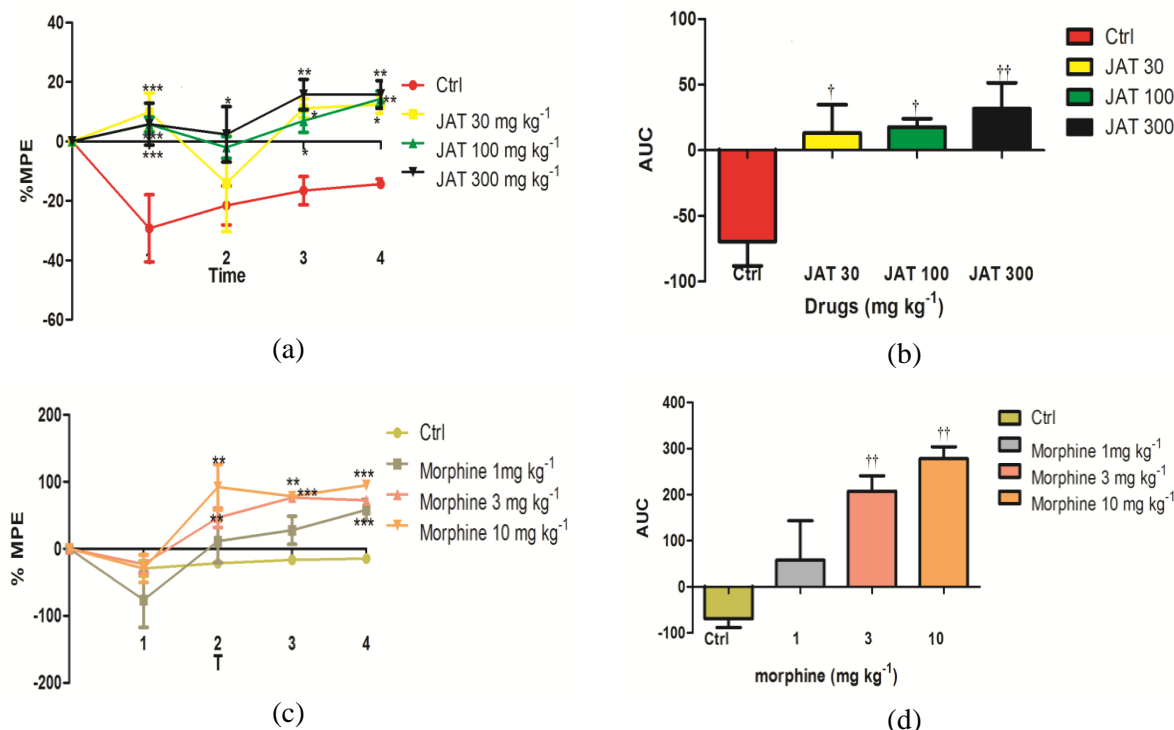 40
20
0
-20
-40
-60
%MPE
***
***
***
*
**
*
*
**
**
*
2
3
4
Time
Ctrl
JAT 30 mg kg⁻¹
JAT 100 mg kg⁻¹
JAT 300 mg kg⁻¹
(a)
100
50
0
-50
-100
AUC
†
†
††
Ctrl
JAT 30
JAT 100
JAT 300
Drugs (mg kg⁻¹)
Ctrl
JAT 30
JAT 100
JAT 300
(b)
200
100
0
-100
-200
% MPE
**
**
**
***
***
***
1
2
3
4
T
Ctrl
Morphine 1mg kg⁻¹
Morphine 3 mg kg⁻¹
Morphine 10 mg kg⁻¹
(c)
400
300
200
100
0
-100
AUC
††
††
Ctrl
1
3
10
morphine (mg kg⁻¹)
Ctrl
Morphine 1mg kg⁻¹
Morphine 3 mg kg⁻¹
Morphine 10 mg kg⁻¹
(d)